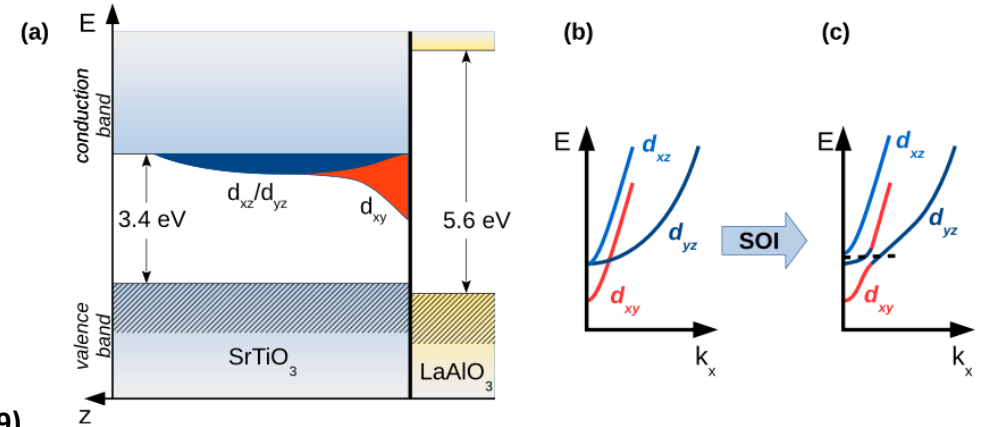 (a)
E
conduction
band
3.4 eV
d_xz/d_yz
d_xy
5.6 eV
valence
band
SrTiO_3
LaAlO_3
z
9)
(b)
E
d_xz
d_yz
d_xy
k_x
SOI
(c)
E
d_xz
d_yz
d_xy
k_x